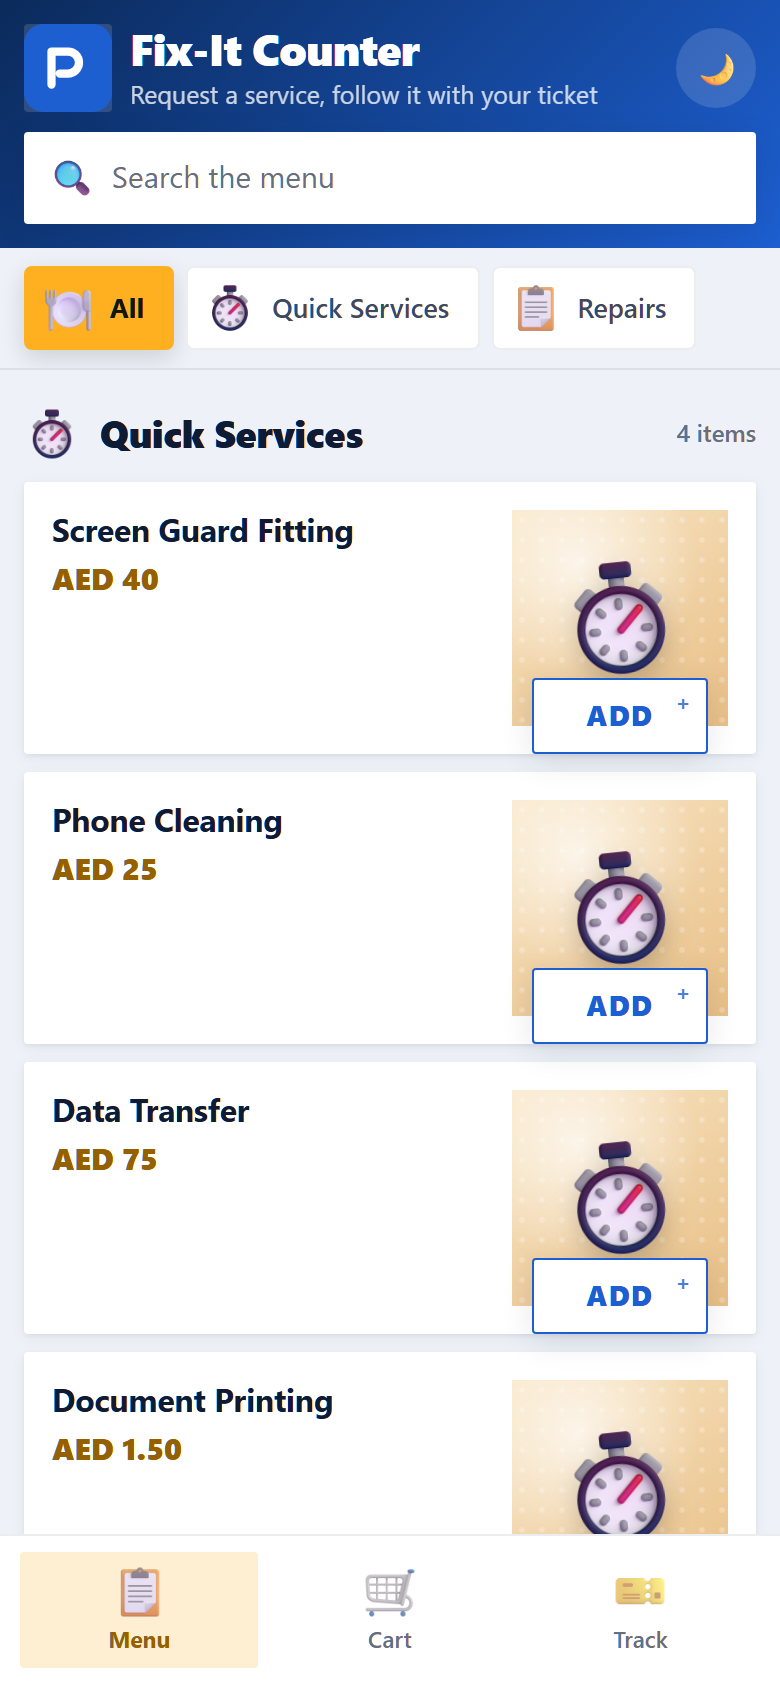 Fix-It Counter
Request a service, follow it with your ticket
Search the menu
All
Quick Services
Repairs
Quick Services
4 items
Screen Guard Fitting
AED 40
ADD +
Phone Cleaning
AED 25
ADD +
Data Transfer
AED 75
ADD +
Document Printing
AED 1.50
Menu
Cart
Track